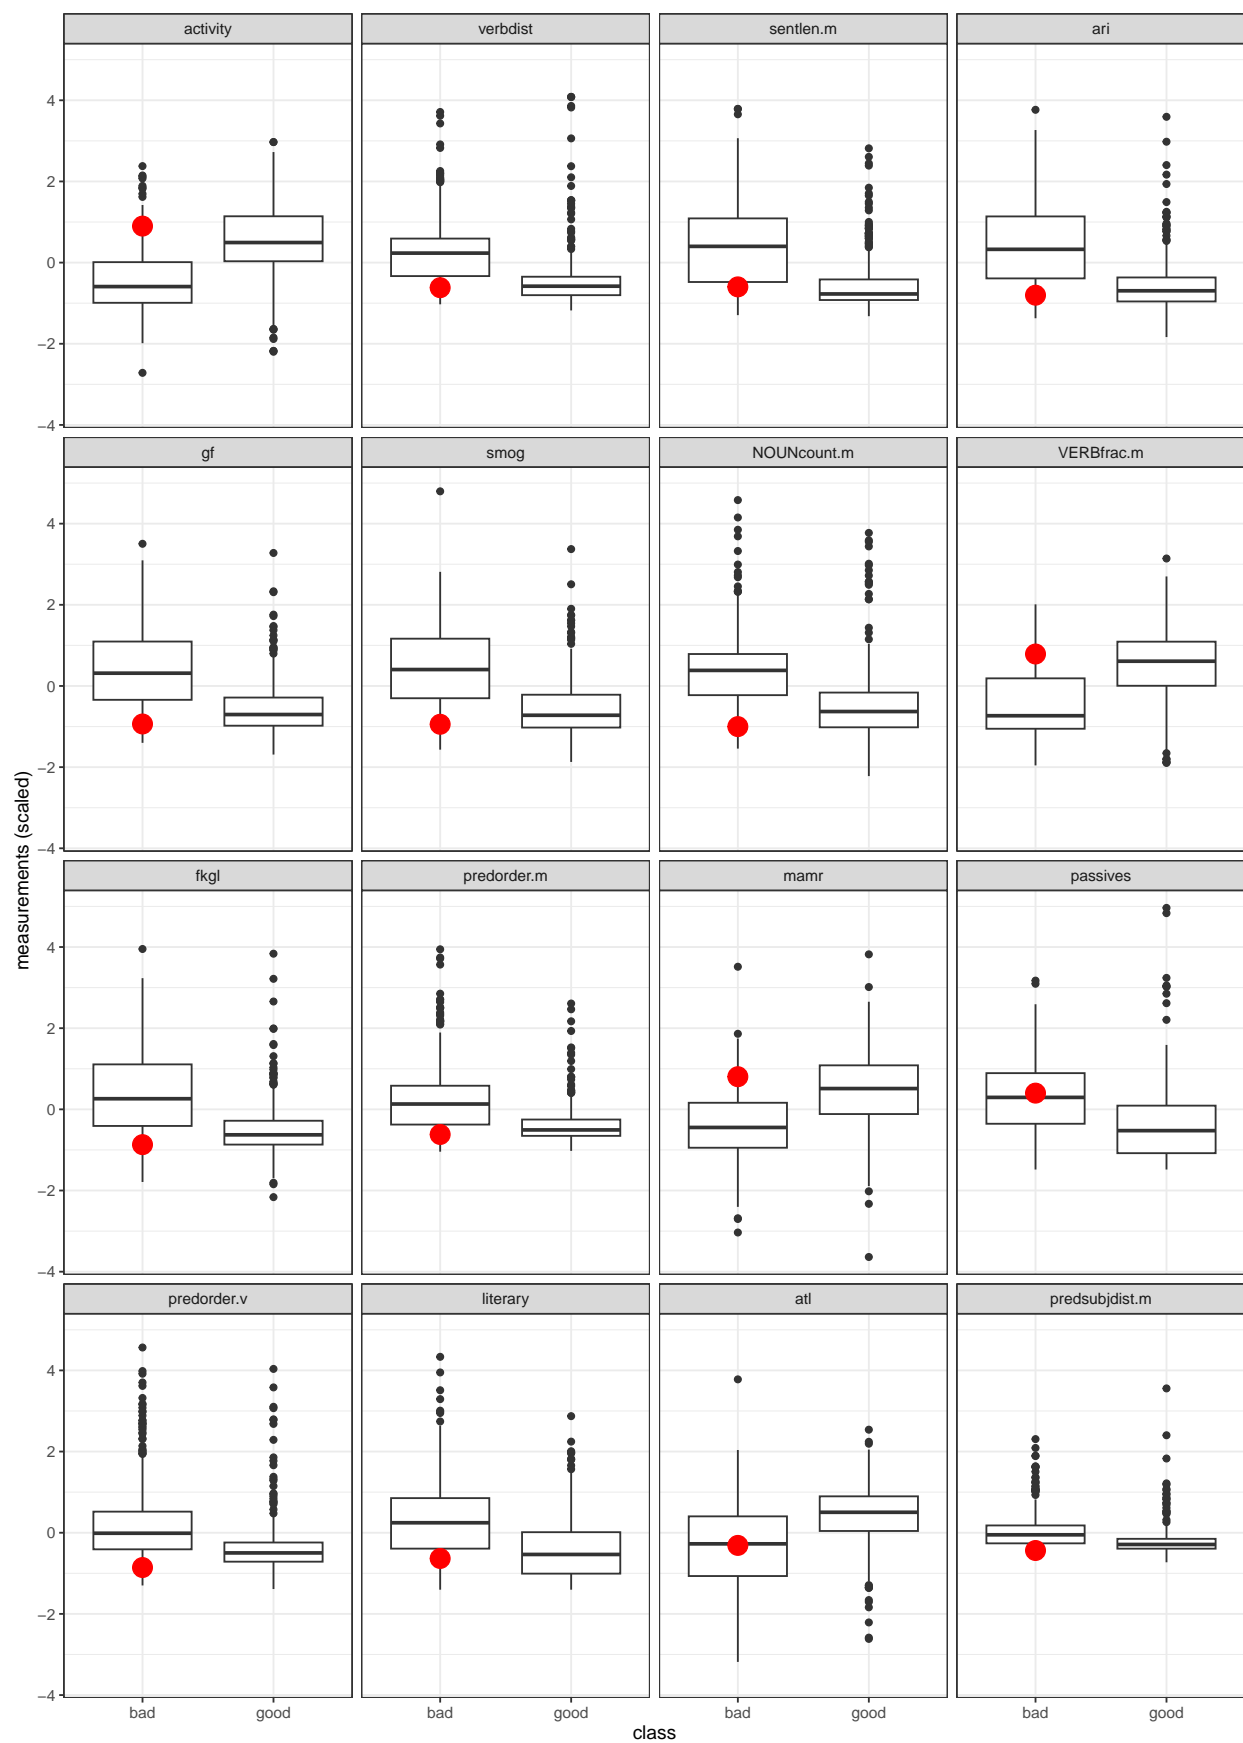 activity verbdist sentlen.m ari
4
2
0
−2
−4
gf smog NOUNcount.m VERBfrac.m
4
2
0
−2
−4
fkgl predorder.m mamr passives
4
2
0
−2
−4
predorder.v literary atl predsubjdist.m
4
2
0
−2
−4
measurements (scaled)
bad good bad good bad good bad good
class